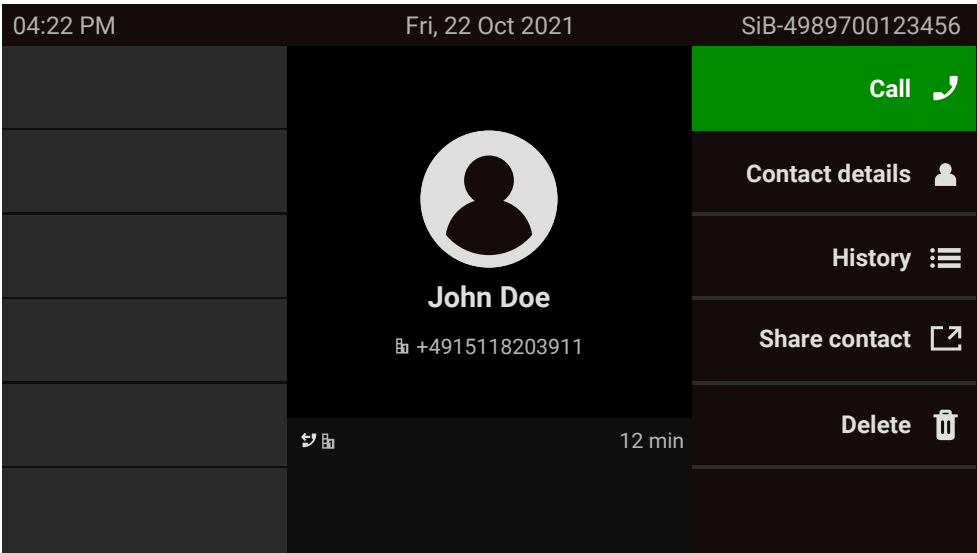 04:22 PM
Fri, 22 Oct 2021
SiB-4989700123456
Call
Contact details
History
John Doe
Share contact
+4915118203911
Delete
12 min